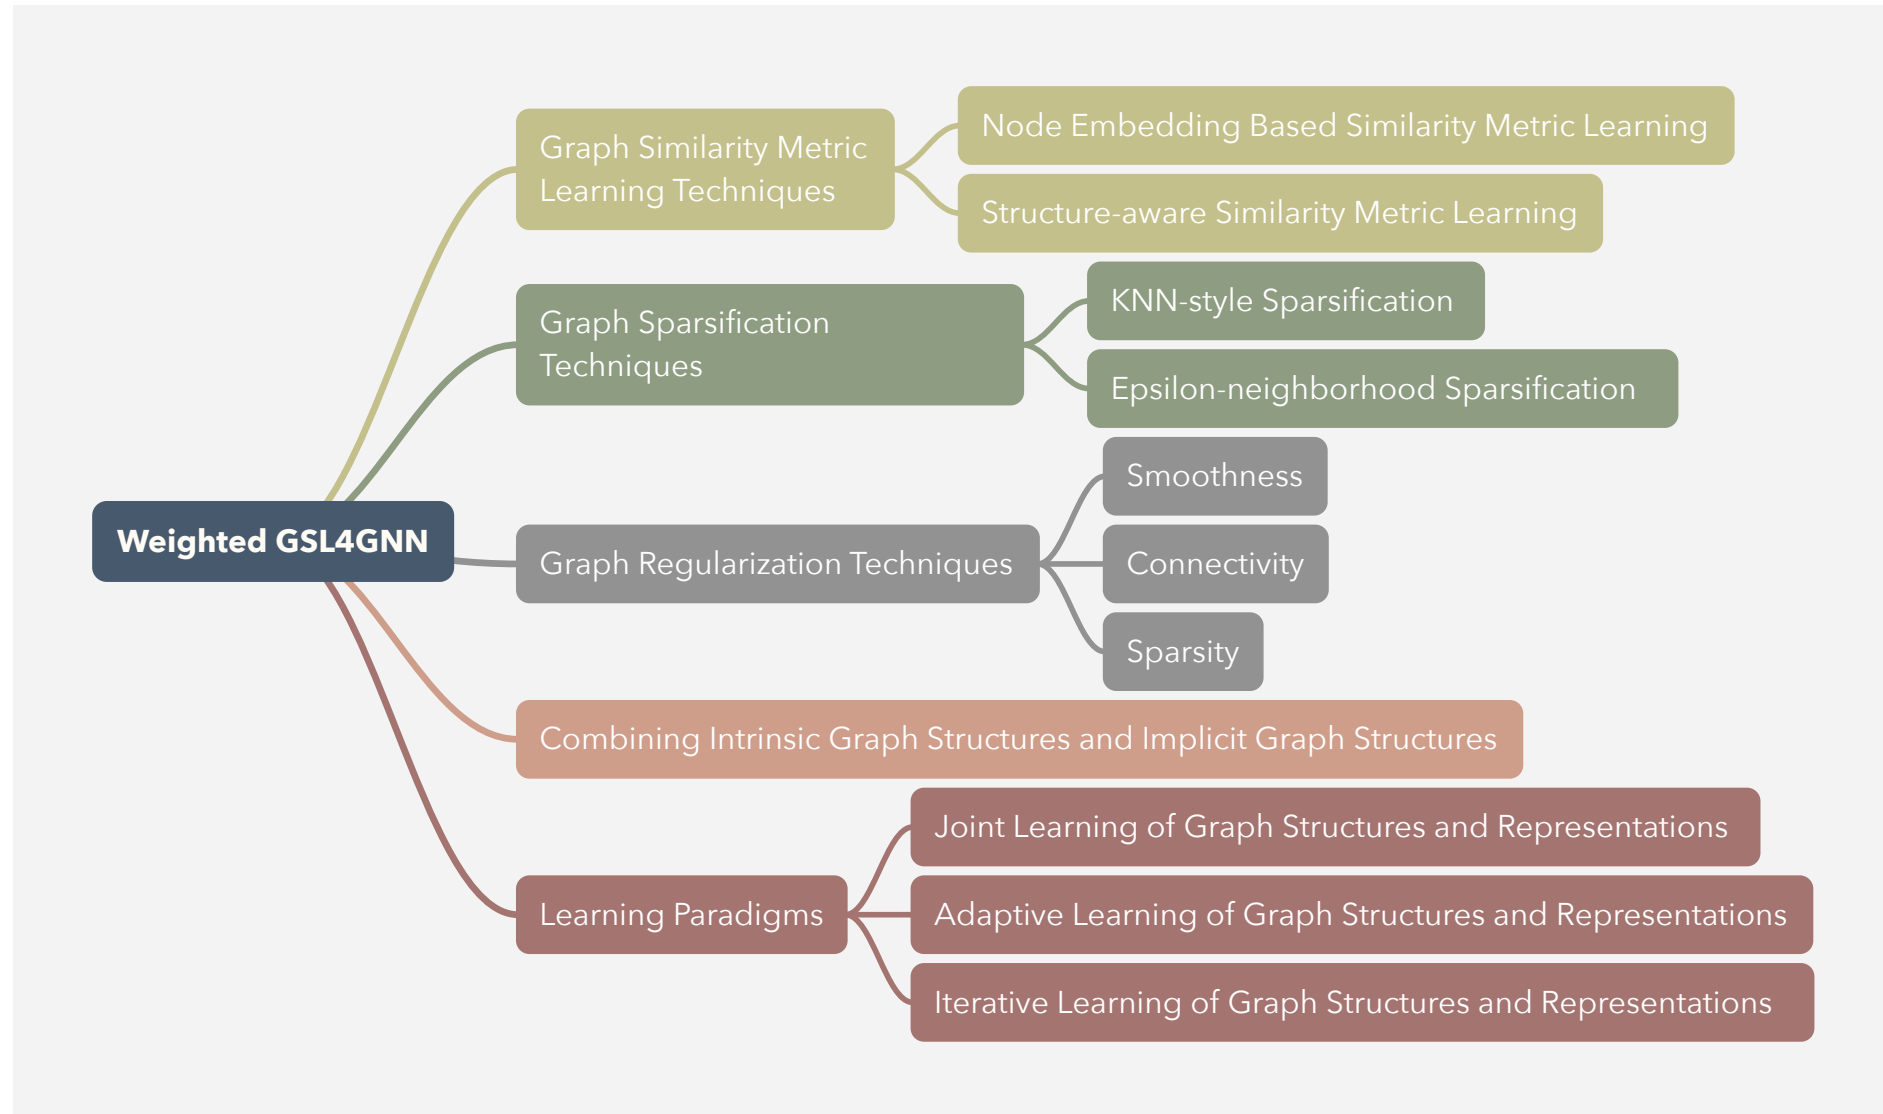 Graph Similarity Metric
Learning Techniques
Node Embedding Based Similarity Metric Learning
Structure-aware Similarity Metric Learning
Graph Sparsification
Techniques
KNN-style Sparsification
Epsilon-neighborhood Sparsification
Weighted GSL4GNN
Graph Regularization Techniques
Smoothness
Connectivity
Sparsity
Combining Intrinsic Graph Structures and Implicit Graph Structures
Learning Paradigms
Joint Learning of Graph Structures and Representations
Adaptive Learning of Graph Structures and Representations
Iterative Learning of Graph Structures and Representations